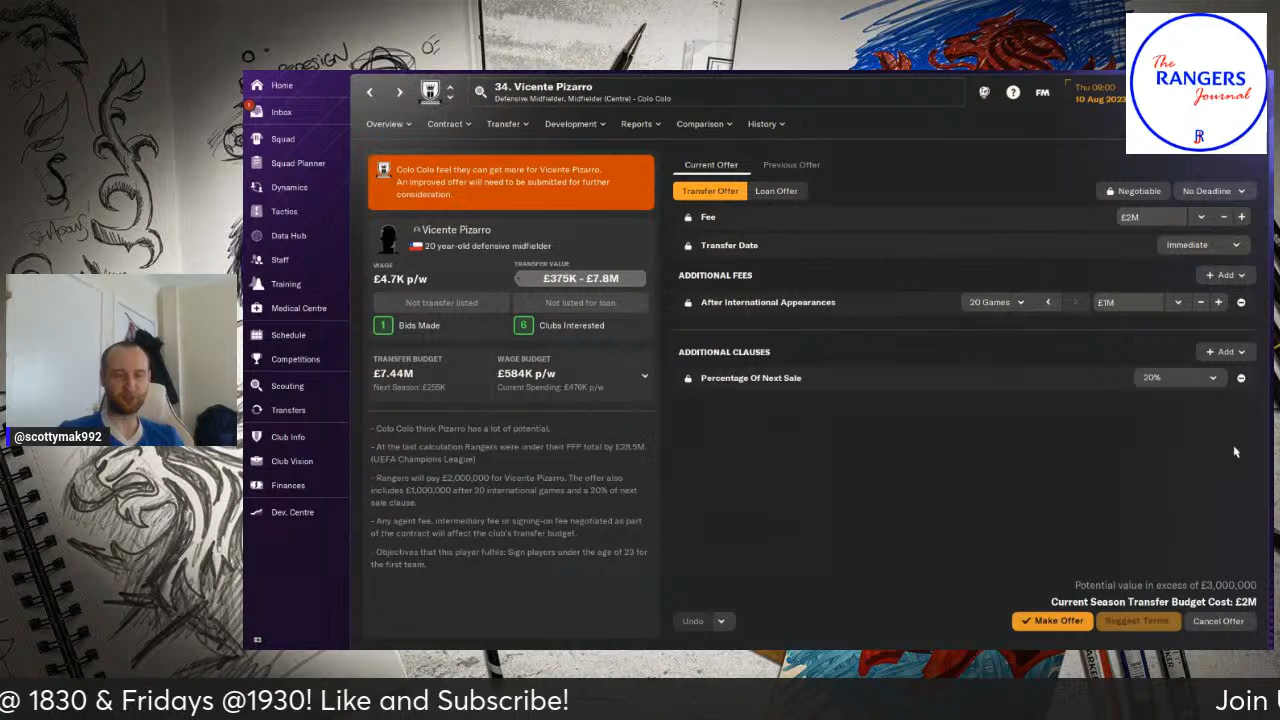 The
RANGERS
Journal
REDESIGN
Home
Inbox
Squad
Squad Planner
Dynamics
Tactics
Data Hub
Staff
Training
Medical Centre
Schedule
Competitions
Scouting
Transfers
Club Info
Club Vision
Finances
Dev. Centre
34. Vicente Pizarro
Defensive Midfielder, Midfielder (Centre) - Colo Colo
FM
Thu 09:00
10 Aug 2023
Overview Contract Transfer Development Reports Comparison History
Colo Colo feel they can get more for Vicente Pizarro.
An improved offer will need to be submitted for further
consideration.
Vicente Pizarro
20 year-old defensive midfielder
WAGE
£4.7K p/w
TRANSFER VALUE
£375K - £7.8M
Not transfer listed
Not listed for loan
1 Bids Made
6 Clubs Interested
TRANSFER BUDGET
£7.44M
Next Season: £255K
WAGE BUDGET
£584K p/w
Current Spending: £476K p/w
- Colo Colo think Pizarro has a lot of potential.
- At the last calculation Rangers were under their FFP total by £28.5M.
(UEFA Champions League)
- Rangers will pay £2,000,000 for Vicente Pizarro. The offer also
includes £1,000,000 after 20 international games and a 20% of next
sale clause.
- Any agent fee, intermediary fee or signing-on fee negotiated as part
of the contract will affect the club's transfer budget.
- Objectives that this player fulfils: Sign players under the age of 23 for
the first team.
Current Offer Previous Offer
Transfer Offer Loan Offer
Negotiable No Deadline
Fee £2M
Transfer Date Immediate
ADDITIONAL FEES + Add
After International Appearances 20 Games £1M
ADDITIONAL CLAUSES + Add
Percentage Of Next Sale 20%
Potential value in excess of £3,000,000
Current Season Transfer Budget Cost: £2M
Undo
Make Offer Suggest Terms Cancel Offer
@scottymak992
@ 1830 & Fridays @1930! Like and Subscribe!
Join